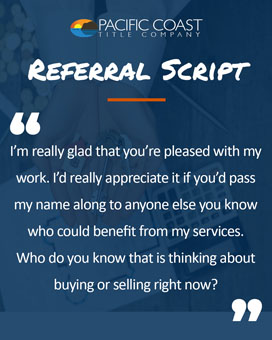 PACIFIC COAST
TITLE COMPANY
REFERRAL SCRIPT
“
I'm really glad that you're pleased with my
work. I'd really appreciate it if you'd pass
my name along to anyone else you know
who could benefit from my services.
Who do you know that is thinking about
buying or selling right now?
”